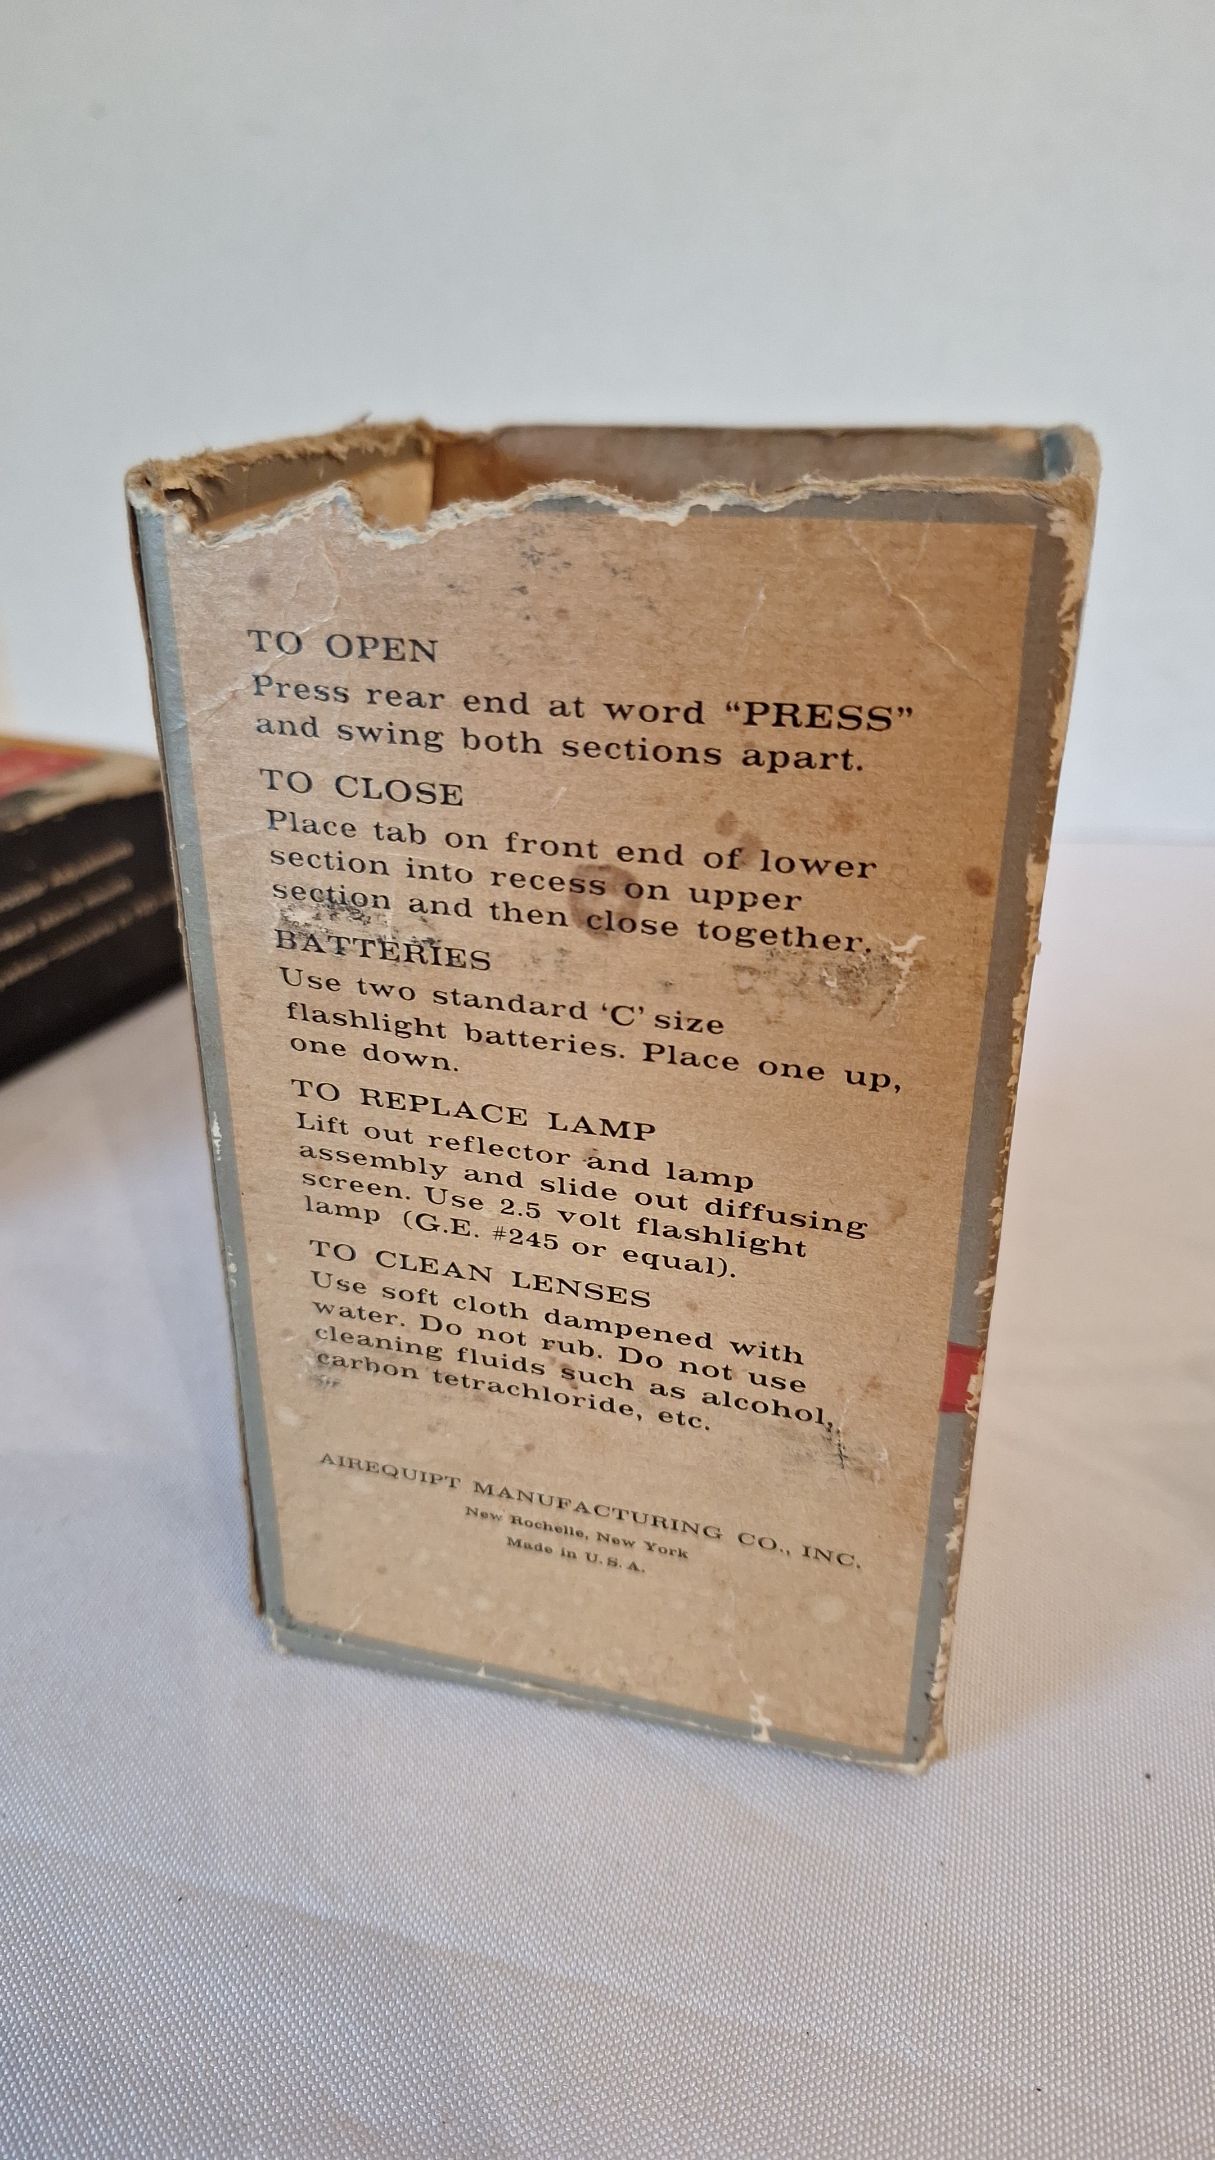 TO OPEN
Press rear end at word “PRESS”
and swing both sections apart.
TO CLOSE
Place tab on front end of lower
section into recess on upper
section and then close together.
BATTERIES
Use two standard ‘C’ size
flashlight batteries. Place one up,
one down.
TO REPLACE LAMP
Lift out reflector and lamp
assembly and slide out diffusing
screen. Use 2.5 volt flashlight
lamp (G.E. #245 or equal).
TO CLEAN LENSES
Use soft cloth dampened with
water. Do not rub. Do not use
cleaning fluids such as alcohol,
carbon tetrachloride, etc.
AIREQUIPT MANUFACTURING CO., INC.
New Rochelle, New York
Made in U.S.A.